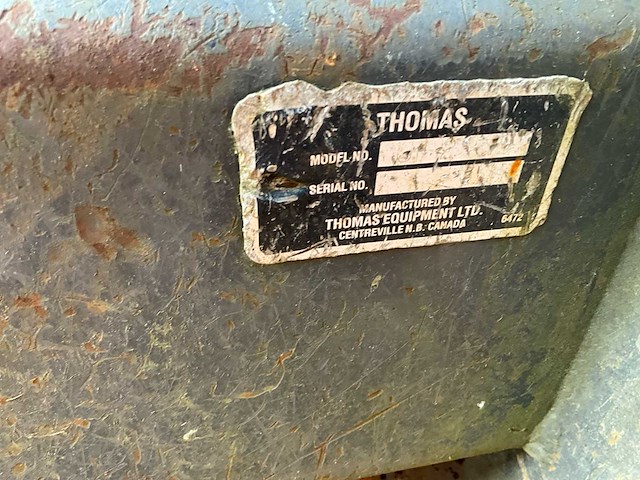 THOMAS
MODEL NO.
SERIAL NO.
MANUFACTURED BY
THOMAS EQUIPMENT LTD.
CENTREVILLE N.B. CANADA 6472